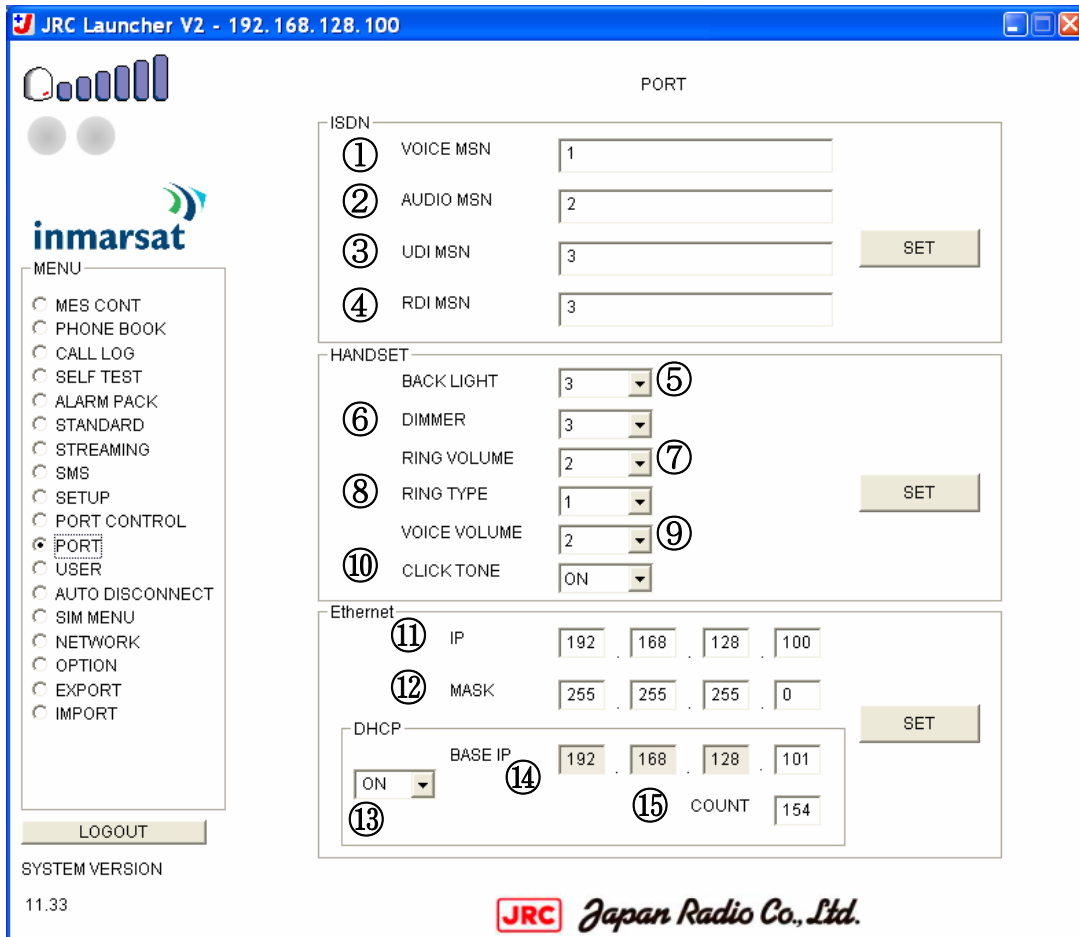 JRC Launcher V2 - 192.168.128.100
inmarsat
MENU
MES CONT
PHONE BOOK
CALL LOG
SELF TEST
ALARM PACK
STANDARD
STREAMING
SMS
SETUP
PORT CONTROL
PORT
USER
AUTO DISCONNECT
SIM MENU
NETWORK
OPTION
EXPORT
IMPORT
LOGOUT
SYSTEM VERSION
11.33
PORT
ISDN
① VOICE MSN 1
② AUDIO MSN 2
③ UDI MSN 3
④ RDI MSN 3
SET
HANDSET
BACK LIGHT 3 ⑤
⑥ DIMMER 3
RING VOLUME 2 ⑦
⑧ RING TYPE 1
VOICE VOLUME 2 ⑨
⑩ CLICK TONE ON
SET
Ethernet
⑪ IP 192 . 168 . 128 . 100
⑫ MASK 255 . 255 . 255 . 0
SET
DHCP
ON ⑬
BASE IP ⑭ 192 . 168 . 128 . 101
⑮ COUNT 154
JRC Japan Radio Co., Ltd.